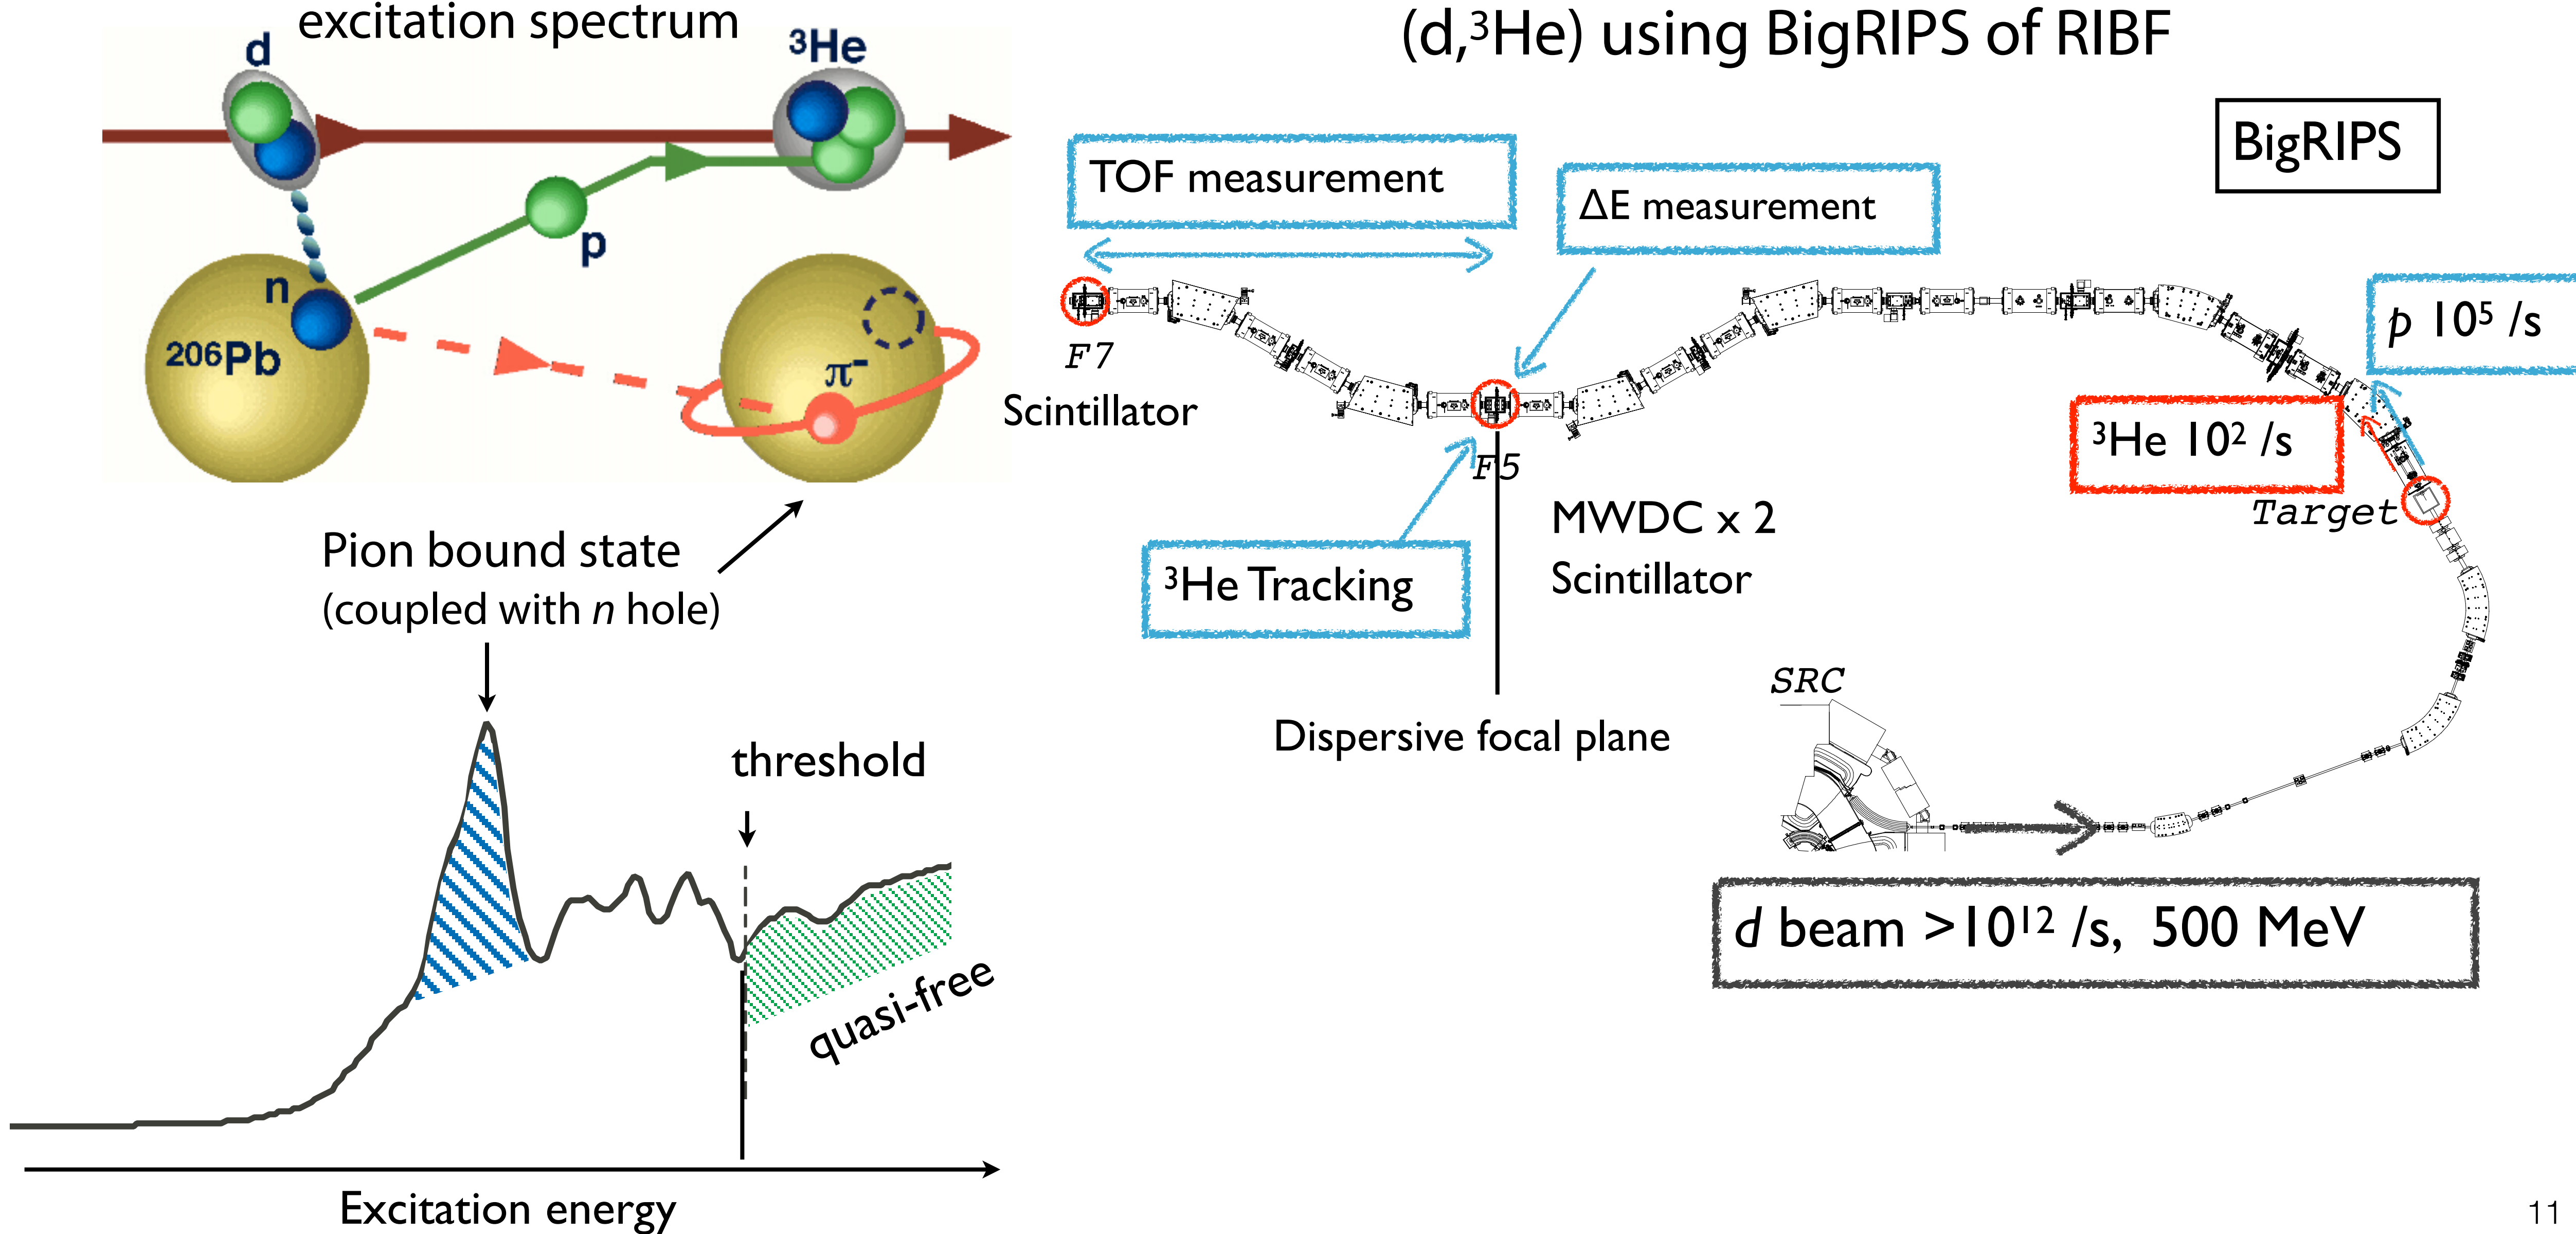 excitation spectrum
d
³He
p
n
²⁰⁶Pb
π⁻
Pion bound state
(coupled with n hole)
threshold
quasi-free
Excitation energy
(d,³He) using BigRIPS of RIBF
BigRIPS
TOF measurement
ΔE measurement
p 10⁵ /s
F7
Scintillator
³He 10² /s
F5
Target
MWDC x 2
Scintillator
³He Tracking
SRC
Dispersive focal plane
d beam >10¹² /s, 500 MeV
11